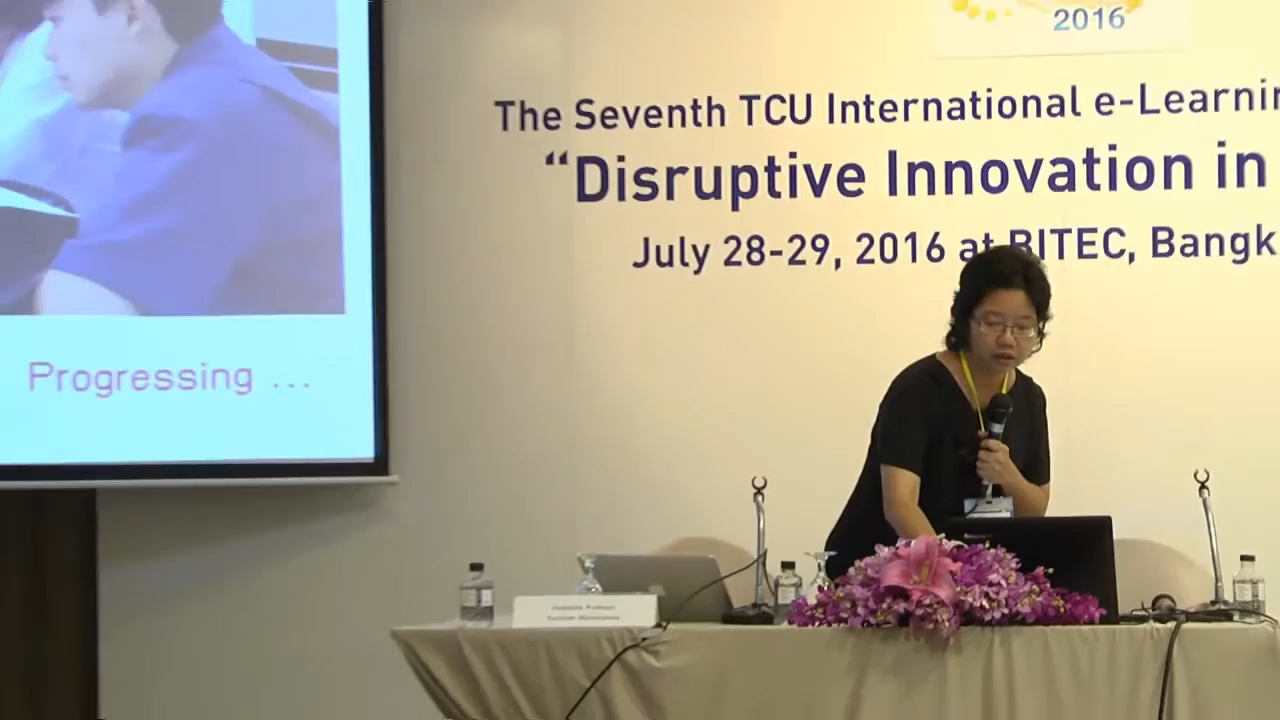 2016
The Seventh TCU International e-Learnin
“Disruptive Innovation in
July 28-29, 2016 at BITEC, Bangk
Progressing ...